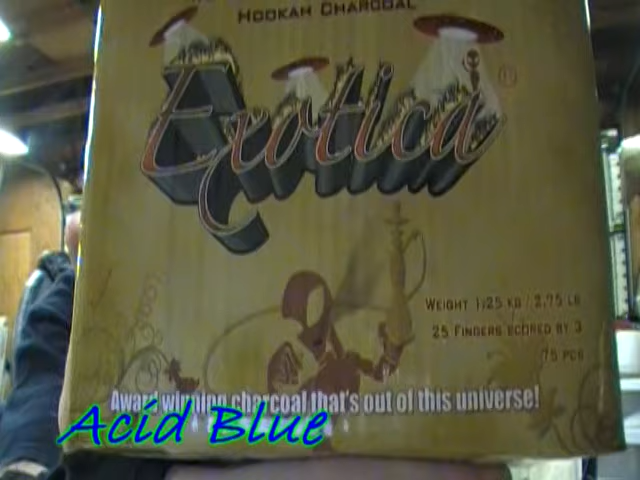 HOOKAH CHARCOAL
Exotica
WEIGHT 1.25 KG / 2.75 LB
25 FINGERS SCORED BY 3
75 PCS
Award winning charcoal that's out of this universe!
Acid Blue